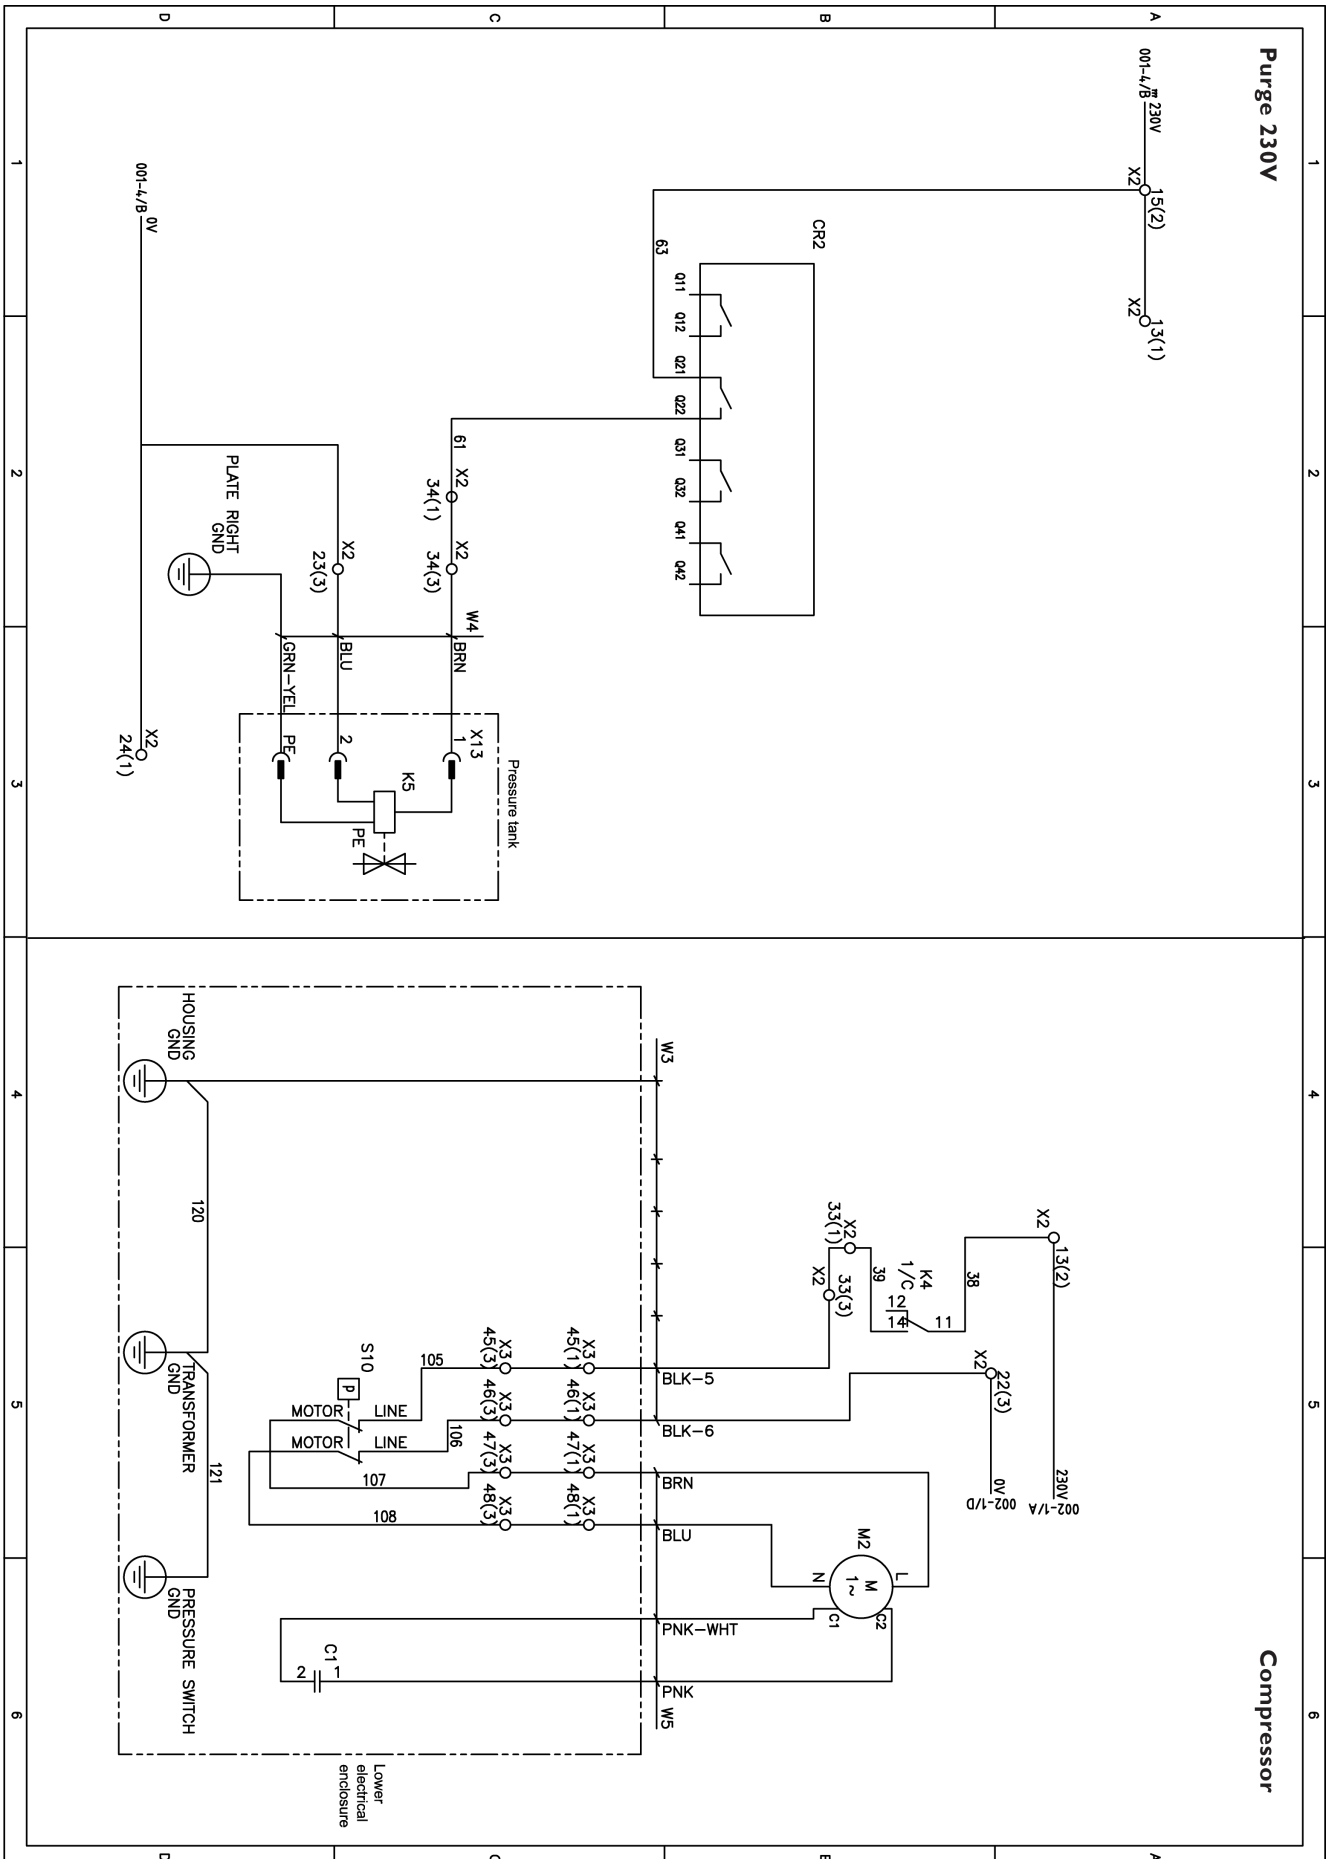 1
2
3
4
5
6
A
B
C
D
Purge 230V
Compressor
230V
001-4/B
X2
15(2)
X2
13(1)
CR2
Q11
Q12
Q21
Q22
Q31
Q32
Q41
Q42
63
61
X2
34(1)
X2
34(3)
W4
BRN
X13
1
Pressure tank
X2
23(3)
BLU
2
K5
PE
PLATE RIGHT
GND
GRN-YEL
PE
0V
001-4/B
X2
24(1)
X2
13(2)
230V
002-1/A
38
X2
22(3)
0V
002-1/D
K4
1/C
11
12
14
39
X2
33(1)
X2
33(3)
M2
M
1~
L
N
C1
C2
W3
BLK-5
BLK-6
BRN
BLU
PNK-WHT
PNK
W5
X3
45(1)
X3
46(1)
X3
47(1)
X3
48(1)
X3
45(3)
X3
46(3)
X3
47(3)
X3
48(3)
105
106
S10
P
LINE
MOTOR
LINE
MOTOR
107
108
C1
1
2
HOUSING
GND
120
TRANSFORMER
GND
121
PRESSURE SWITCH
GND
Lower
electrical
enclosure
1
2
3
4
5
6
A
B
C
D